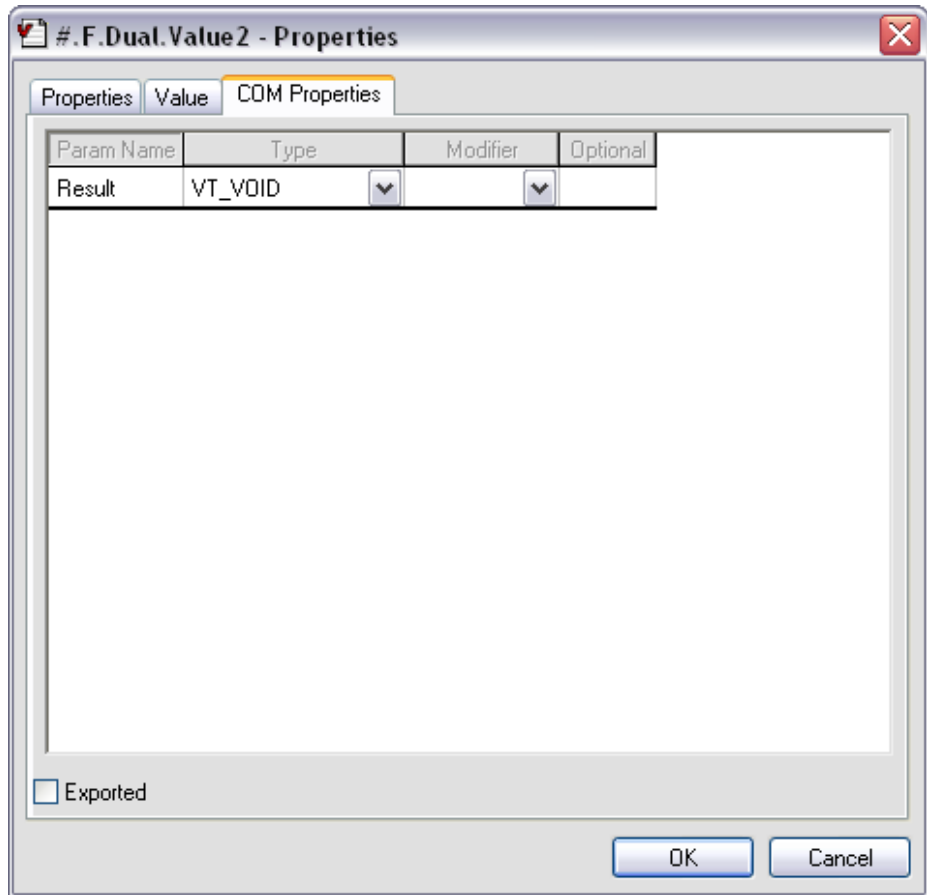 #.F.Dual.Value2 - Properties
Properties Value COM Properties
Param Name Type Modifier Optional
Result VT_VOID
Exported
OK Cancel